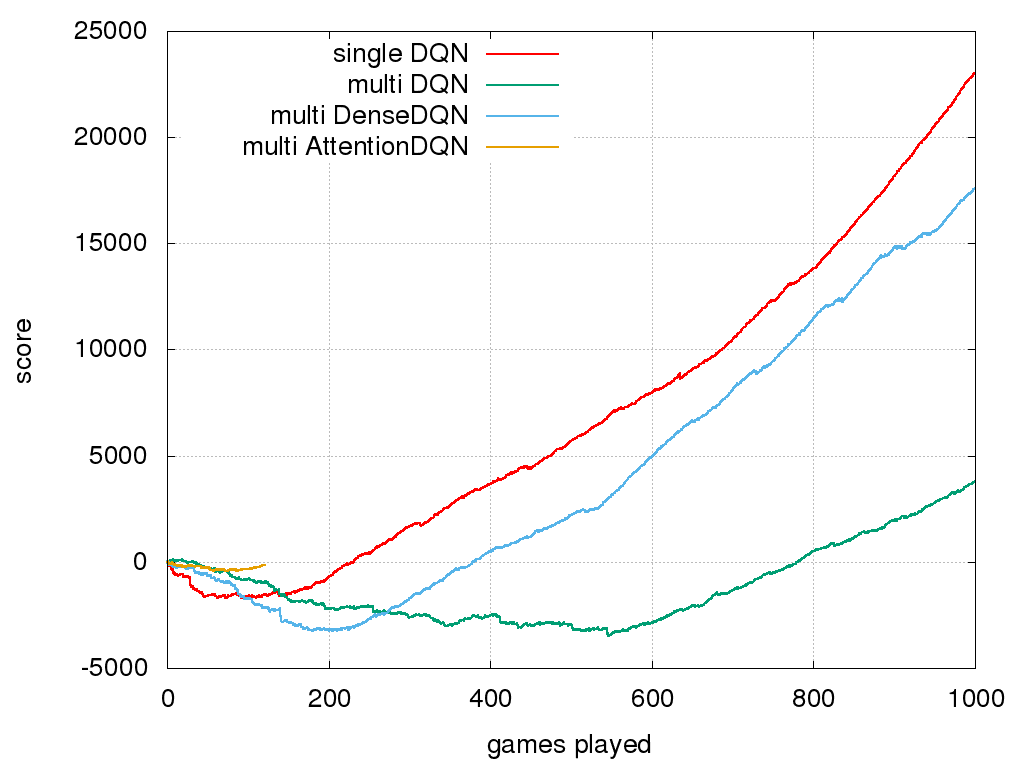 25000
20000
15000
10000
5000
0
-5000
score
single DQN
multi DQN
multi DenseDQN
multi AttentionDQN
0 200 400 600 800 1000
games played